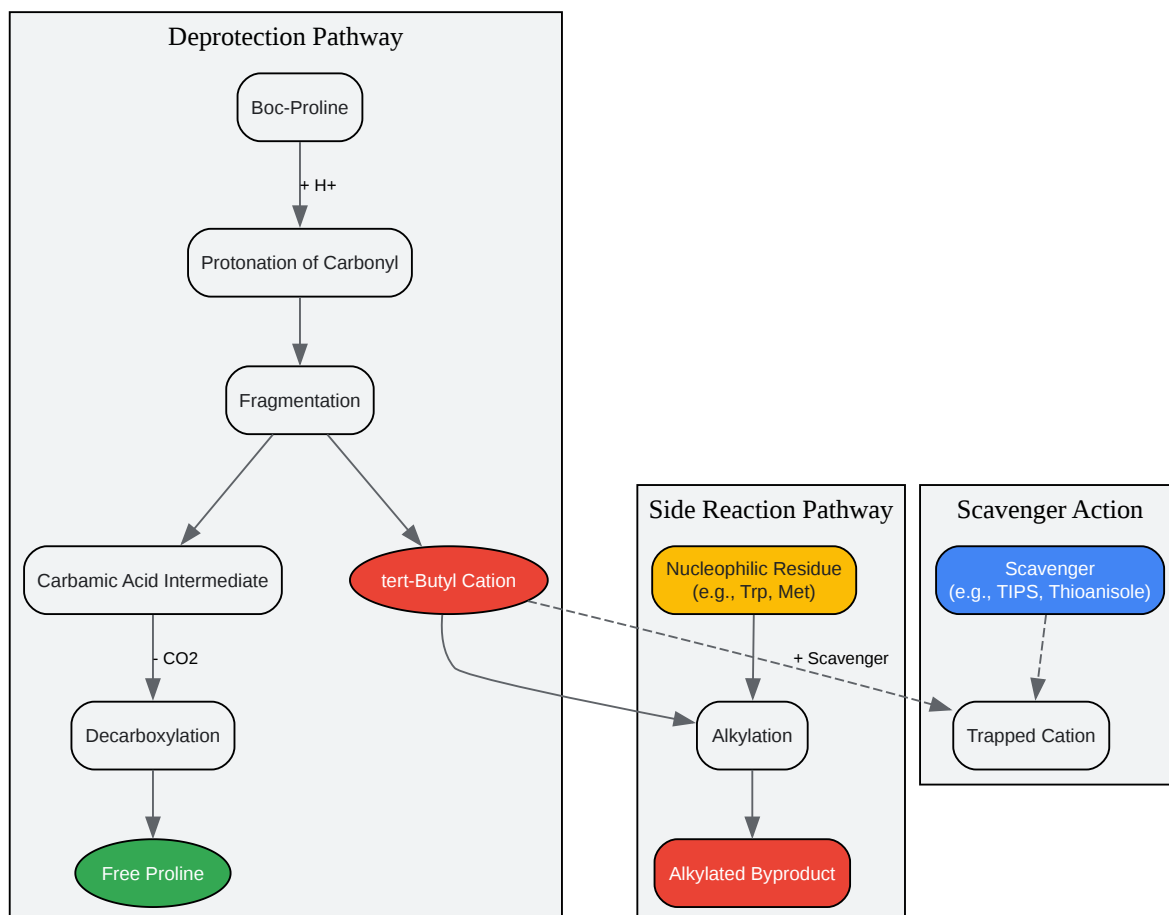 Deprotection Pathway
Boc-Proline
+ H+
Protonation of Carbonyl
Fragmentation
Carbamic Acid Intermediate
tert-Butyl Cation
- CO2
Decarboxylation
Free Proline
Side Reaction Pathway
Nucleophilic Residue
(e.g., Trp, Met)
+ Scavenger
Alkylation
Alkylated Byproduct
Scavenger Action
Scavenger
(e.g., TIPS, Thioanisole)
Trapped Cation